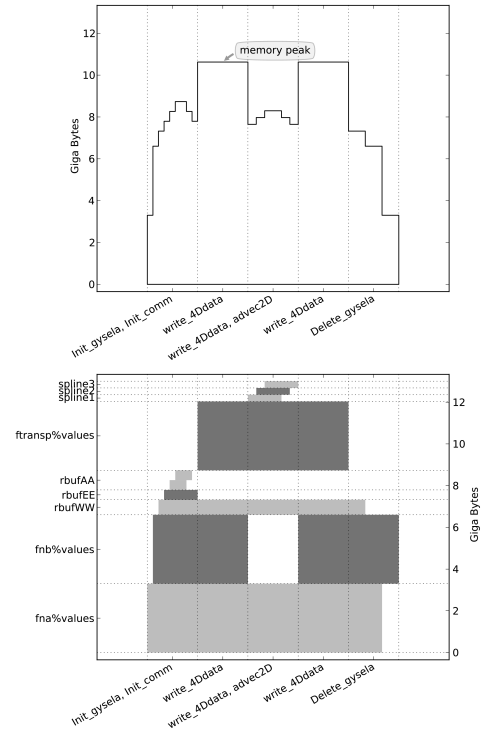 memory peak
Giga Bytes
12
10
8
6
4
2
0
Init_gysela, Init_comm
write_4Ddata
write_4Ddata, advec2D
write_4Ddata
Delete_gysela
spline3
spline2
spline1
ftransp%values
rbufAA
rbufEE
rbufWW
fnb%values
fna%values
12
10
8
6
4
2
0
Giga Bytes
Init_gysela, Init_comm
write_4Ddata
write_4Ddata, advec2D
write_4Ddata
Delete_gysela